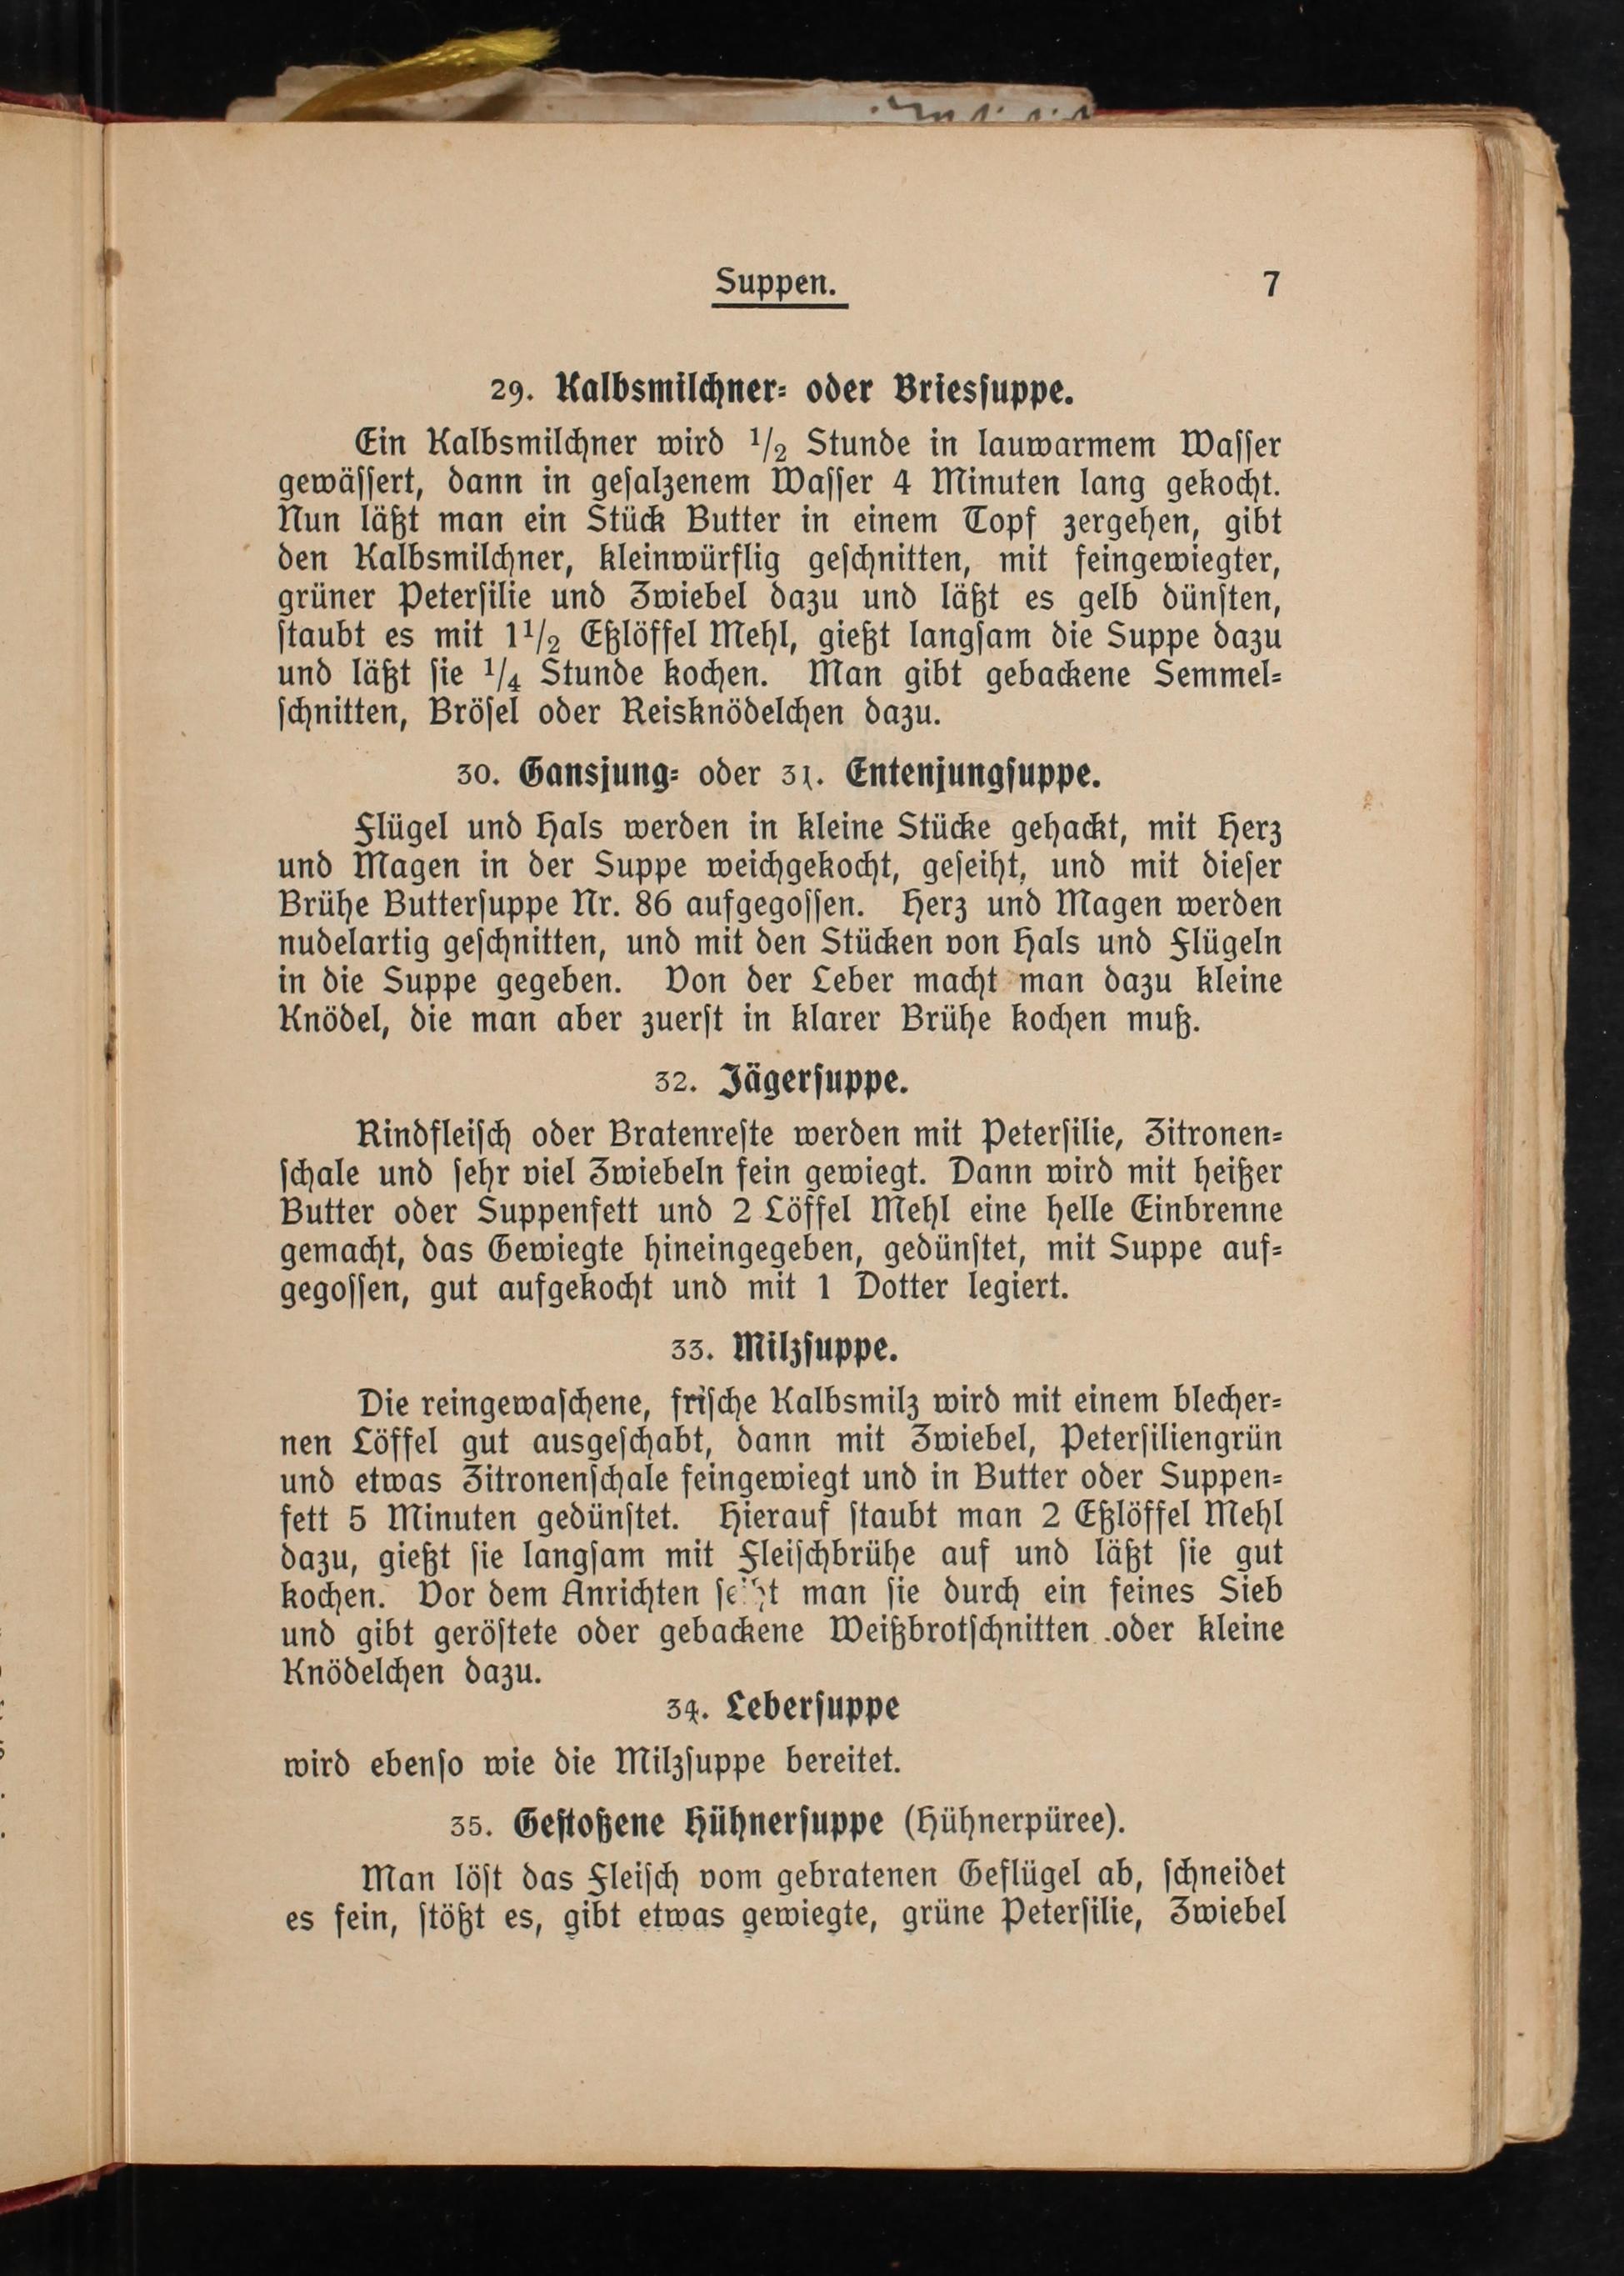 Suppen. 7
29. Kalbsmilchner- oder Briesſuppe.
Ein Kalbsmilchner wird 1/2 Stunde in lauwarmem Waſſer
gewäſſert, dann in geſalzenem Waſſer 4 Minuten lang gekocht.
Nun läßt man ein Stück Butter in einem Topf zergehen, gibt
den Kalbsmilchner, kleinwürflig geſchnitten, mit feingewiegter,
grüner Peterſilie und Zwiebel dazu und läßt es gelb dünſten,
ſtaubt es mit 1 1/2 Eßlöffel Mehl, gießt langſam die Suppe dazu
und läßt ſie 1/4 Stunde kochen. Man gibt gebackene Semmel-
ſchnitten, Bröſel oder Reisknödelchen dazu.
30. Gansjung- oder 31. Entenjungſuppe.
Flügel und Hals werden in kleine Stücke gehackt, mit Herz
und Magen in der Suppe weichgekocht, geſeiht, und mit dieſer
Brühe Butterſuppe Nr. 86 aufgegoſſen. Herz und Magen werden
nudelartig geſchnitten, und mit den Stücken von Hals und Flügeln
in die Suppe gegeben. Von der Leber macht man dazu kleine
Knödel, die man aber zuerſt in klarer Brühe kochen muß.
32. Jägerſuppe.
Rindfleiſch oder Bratenreſte werden mit Peterſilie, Zitronen-
ſchale und ſehr viel Zwiebeln fein gewiegt. Dann wird mit heißer
Butter oder Suppenfett und 2 Löffel Mehl eine helle Einbrenne
gemacht, das Gewiegte hineingegeben, gedünſtet, mit Suppe auf-
gegoſſen, gut aufgekocht und mit 1 Dotter legiert.
33. Milzſuppe.
Die reingewaſchene, friſche Kalbsmilz wird mit einem blecher-
nen Löffel gut ausgeſchabt, dann mit Zwiebel, Peterſiliengrün
und etwas Zitronenſchale feingewiegt und in Butter oder Suppen-
fett 5 Minuten gedünſtet. Hierauf ſtaubt man 2 Eßlöffel Mehl
dazu, gießt ſie langſam mit Fleiſchbrühe auf und läßt ſie gut
kochen. Vor dem Anrichten ſeiht man ſie durch ein feines Sieb
und gibt geröſtete oder gebackene Weißbrotſchnitten oder kleine
Knödelchen dazu.
34. Leberſuppe
wird ebenſo wie die Milzſuppe bereitet.
35. Geſtoßene Hühnerſuppe (Hühnerpüree).
Man löſt das Fleiſch vom gebratenen Geflügel ab, ſchneidet
es fein, ſtößt es, gibt etwas gewiegte, grüne Peterſilie, Zwiebel